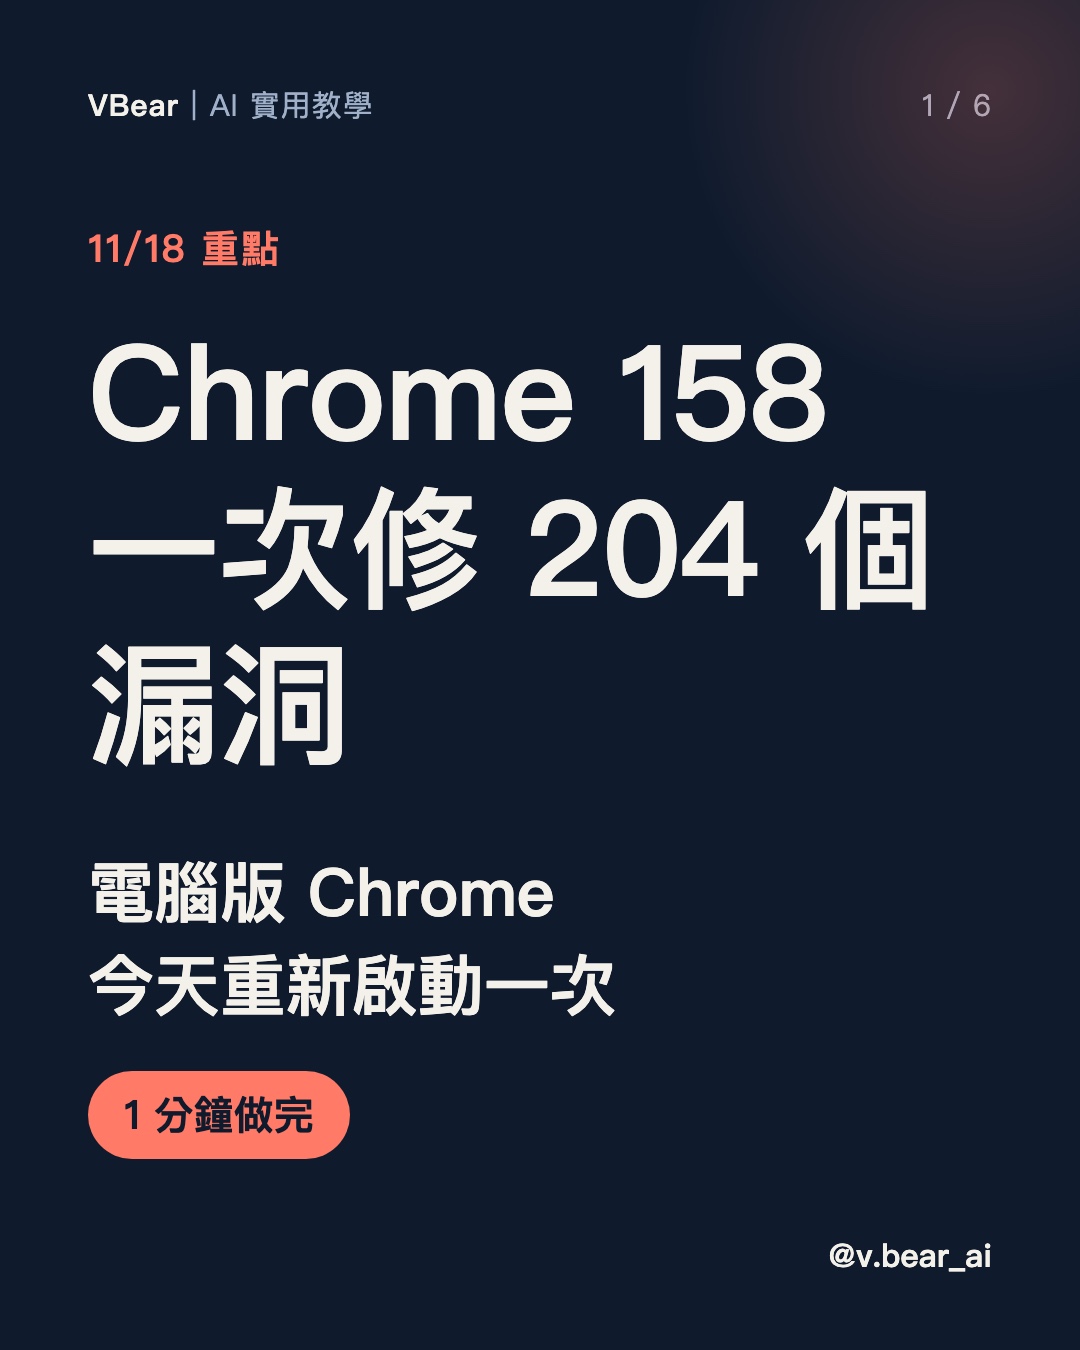 VBear | AI 實用教學
1 / 6
11/18 重點
Chrome 158
一次修 204 個
漏洞
電腦版 Chrome
今天重新啟動一次
1 分鐘做完
@v.bear_ai